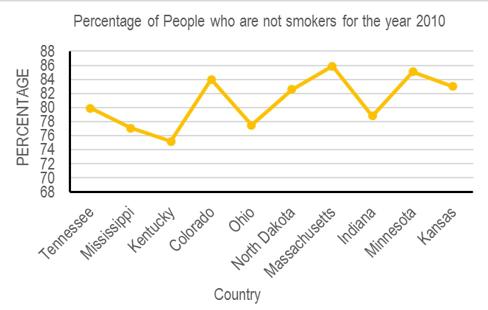 Percentage of People who are not smokers for the year 2010
PERCENTAGE
88
86
84
82
80
78
76
74
72
70
68
Tennessee
Mississippi
Kentucky
Colorado
Ohio
North Dakota
Massachusetts
Indiana
Minnesota
Kansas
Country